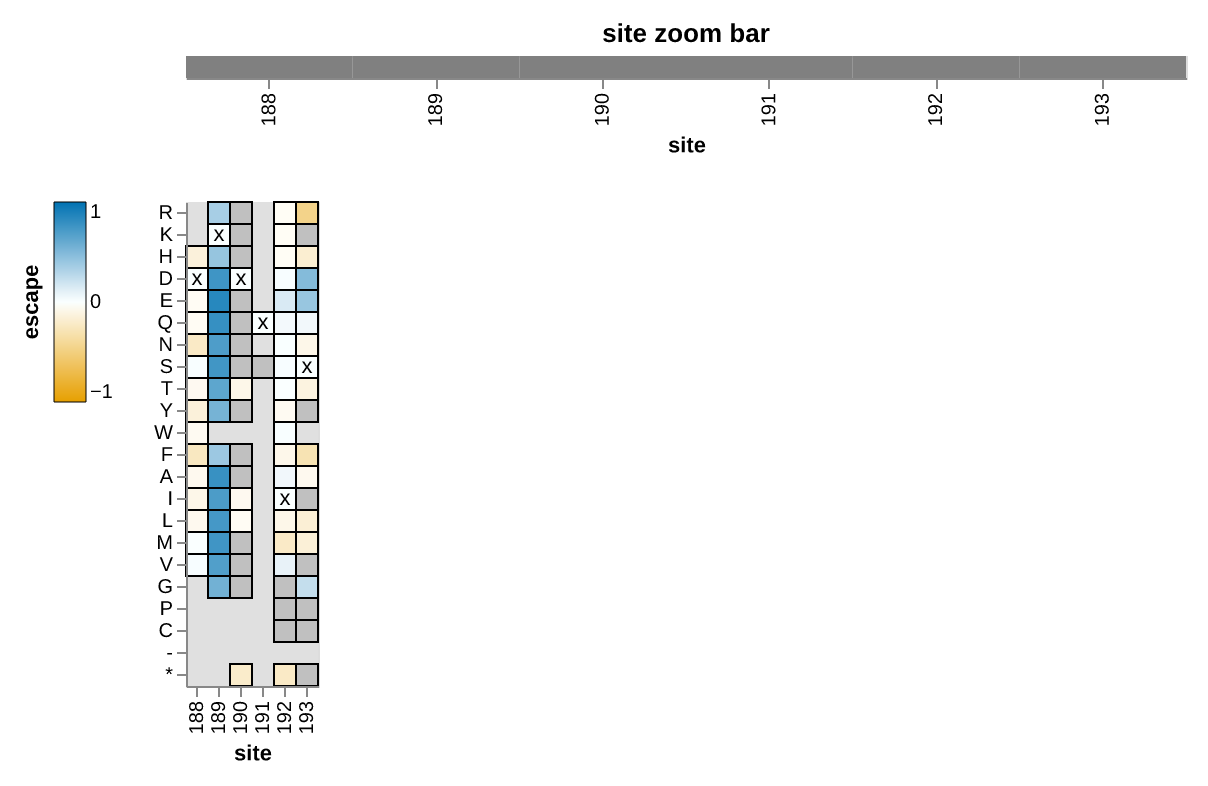 site zoom bar
188 189 190 191 192 193
site
escape
1
0
−1
R
K
x
H
D
x x
E
Q
x
N
S
x
T
Y
W
F
A
I
x
L
M
V
G
P
C
-
*
188 189 190 191 192 193
site